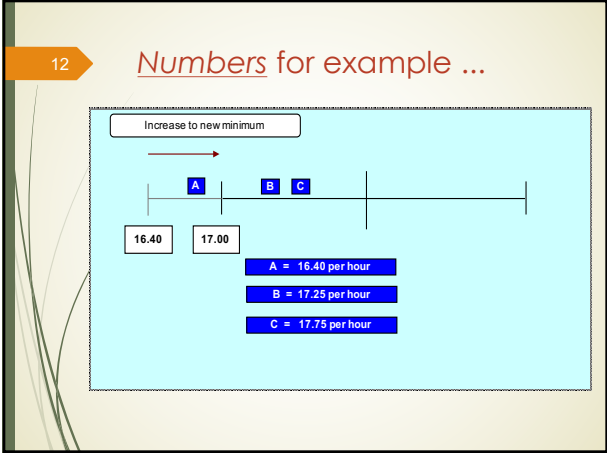 12
Numbers for example ...
Increase to new minimum
A
B
C
16.40
17.00
A = 16.40 per hour
B = 17.25 per hour
C = 17.75 per hour